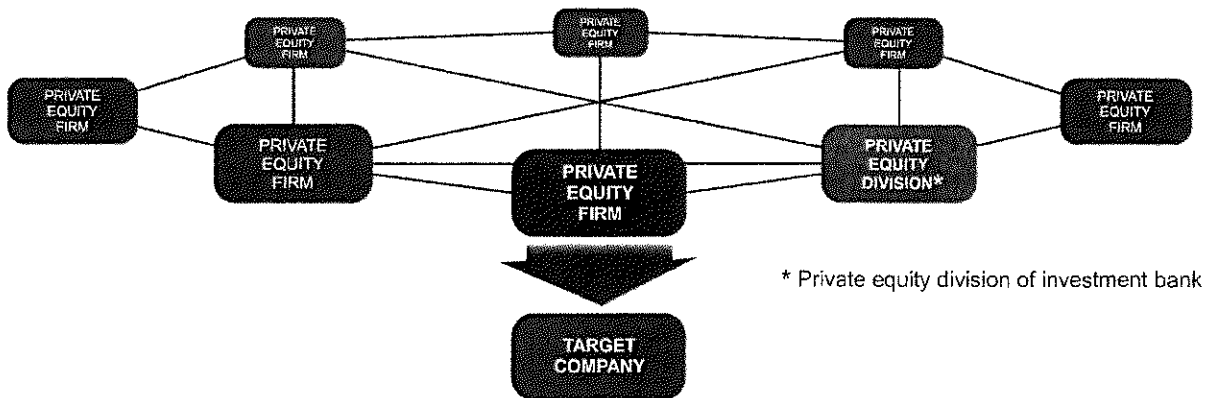 PRIVATE
EQUITY
FIRM
PRIVATE
EQUITY
FIRM
PRIVATE
EQUITY
FIRM
PRIVATE
EQUITY
FIRM
PRIVATE
EQUITY
FIRM
PRIVATE
EQUITY
FIRM
PRIVATE
EQUITY
FIRM
PRIVATE
EQUITY
DIVISION*
* Private equity division of investment bank
TARGET
COMPANY